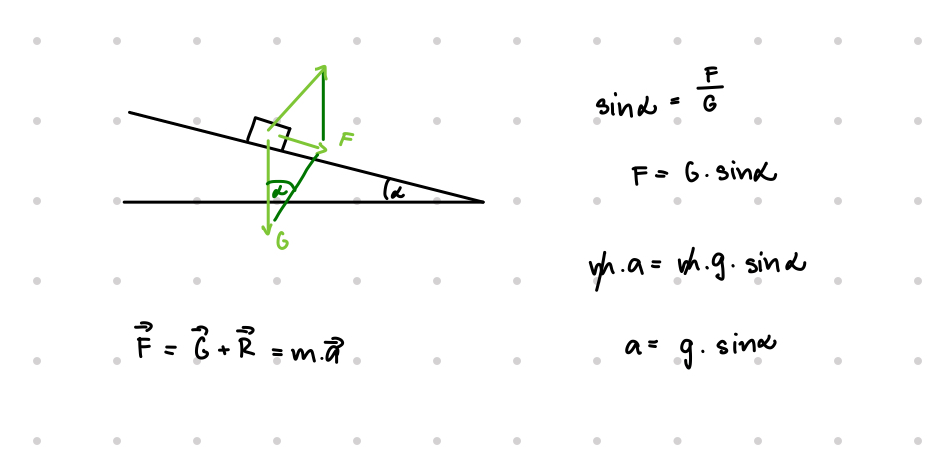 sinα = F/G
F
F = G . sinα
α
α
G
m . a = m . g . sinα
F⃗ = G⃗ + R⃗ = m . a⃗
a = g . sinα